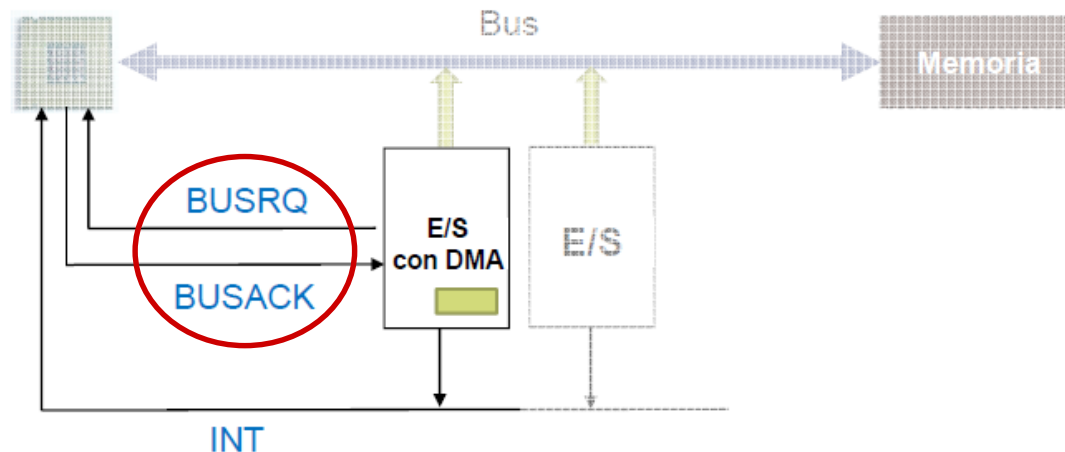 Bus
Memoria
BUSRQ
E/S
con DMA
E/S
BUSACK
INT